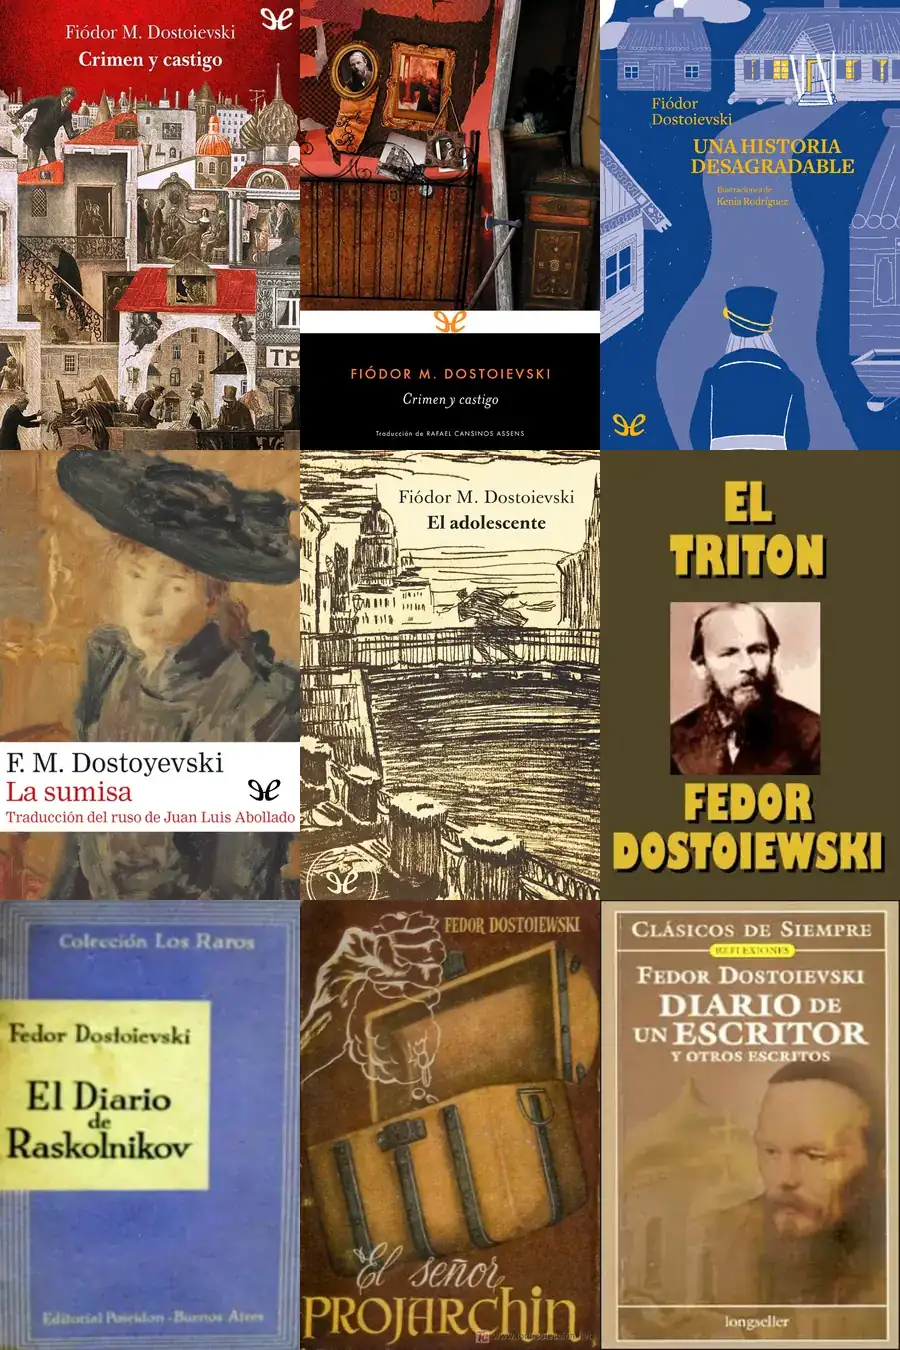 Fiódor M. Dostoievski
Crimen y castigo
ТР
FIÓDOR M. DOSTOIEVSKI
Crimen y castigo
Traducción de RAFAEL CANSINOS ASSENS
Fiódor
Dostoievski
UNA HISTORIA
DESAGRADABLE
Ilustraciones de
Kenia Rodríguez
F. M. Dostoyevski
La sumisa
Traducción del ruso de Juan Luis Abollado
Fiódor M. Dostoievski
El adolescente
EL
TRITON
FEDOR
DOSTOIEWSKI
Colección Los Raros
Fedor Dostoievski
El Diario
de
Raskolnikov
Editorial Poseidon - Buenos Aires
FEDOR DOSTOIEWSKI
El señor
PROJARCHIN
CLÁSICOS DE SIEMPRE
REFLEXIONES
FEDOR DOSTOIEVSKI
DIARIO DE
UN ESCRITOR
Y OTROS ESCRITOS
longseller